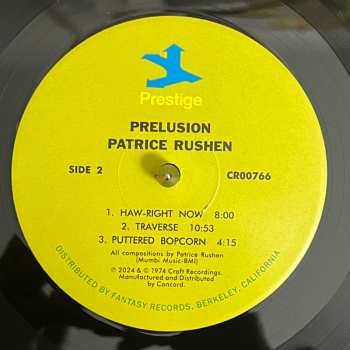 Prestige
PRELUSION
PATRICE RUSHEN
SIDE 2
CR00766
1. HAW-RIGHT NOW 8:00
2. TRAVERSE 10:53
3. PUTTERED BOPCORN 4:15
All compositions by Patrice Rushen
(Mumbi Music-BMI)
℗ 2024 & © 1974 Craft Recordings.
Manufactured and Distributed
by Concord.
DISTRIBUTED BY FANTASY RECORDS, BERKELEY, CALIFORNIA